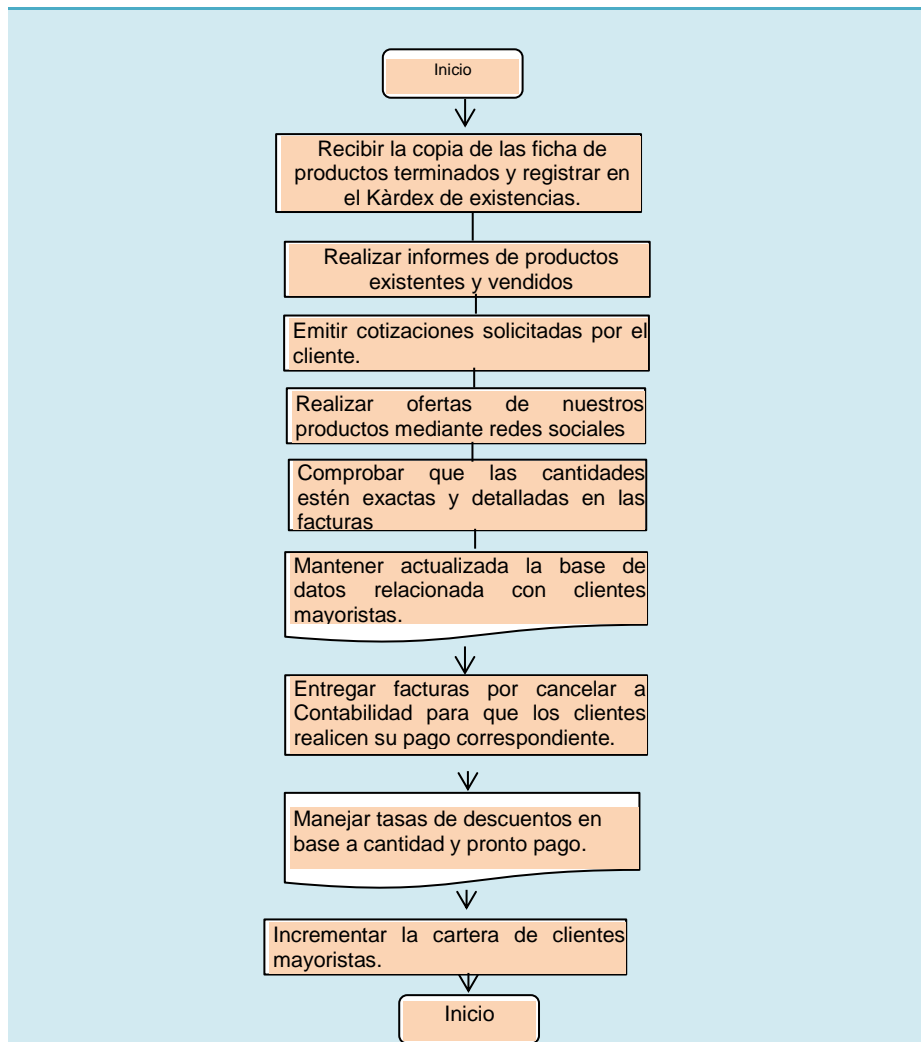 Inicio
Recibir la copia de las ficha de
productos terminados y registrar en
el Kàrdex de existencias.
Realizar informes de productos
existentes y vendidos
Emitir cotizaciones solicitadas por el
cliente.
Realizar ofertas de nuestros
productos mediante redes sociales
Comprobar que las cantidades
estén exactas y detalladas en las
facturas
Mantener actualizada la base de
datos relacionada con clientes
mayoristas.
Entregar facturas por cancelar a
Contabilidad para que los clientes
realicen su pago correspondiente.
Manejar tasas de descuentos en
base a cantidad y pronto pago.
Incrementar la cartera de clientes
mayoristas.
Inicio